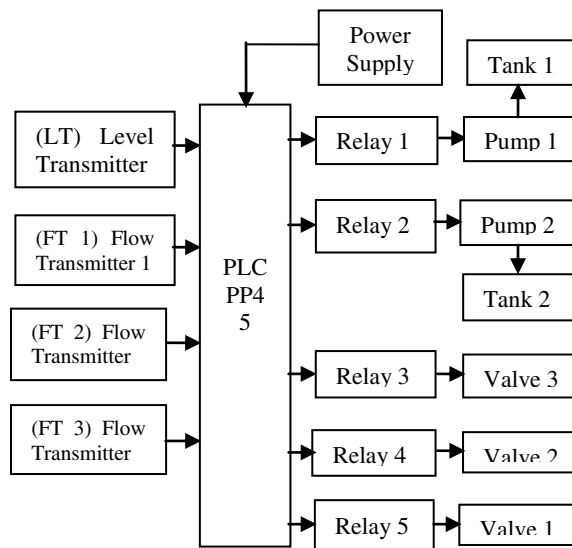 Power
Supply
Tank 1
(LT) Level
Transmitter
Relay 1
Pump 1
(FT 1) Flow
Transmitter 1
Relay 2
Pump 2
PLC
PP4
5
Tank 2
(FT 2) Flow
Transmitter
Relay 3
Valve 3
(FT 3) Flow
Transmitter
Relay 4
Valve 2
Relay 5
Valve 1